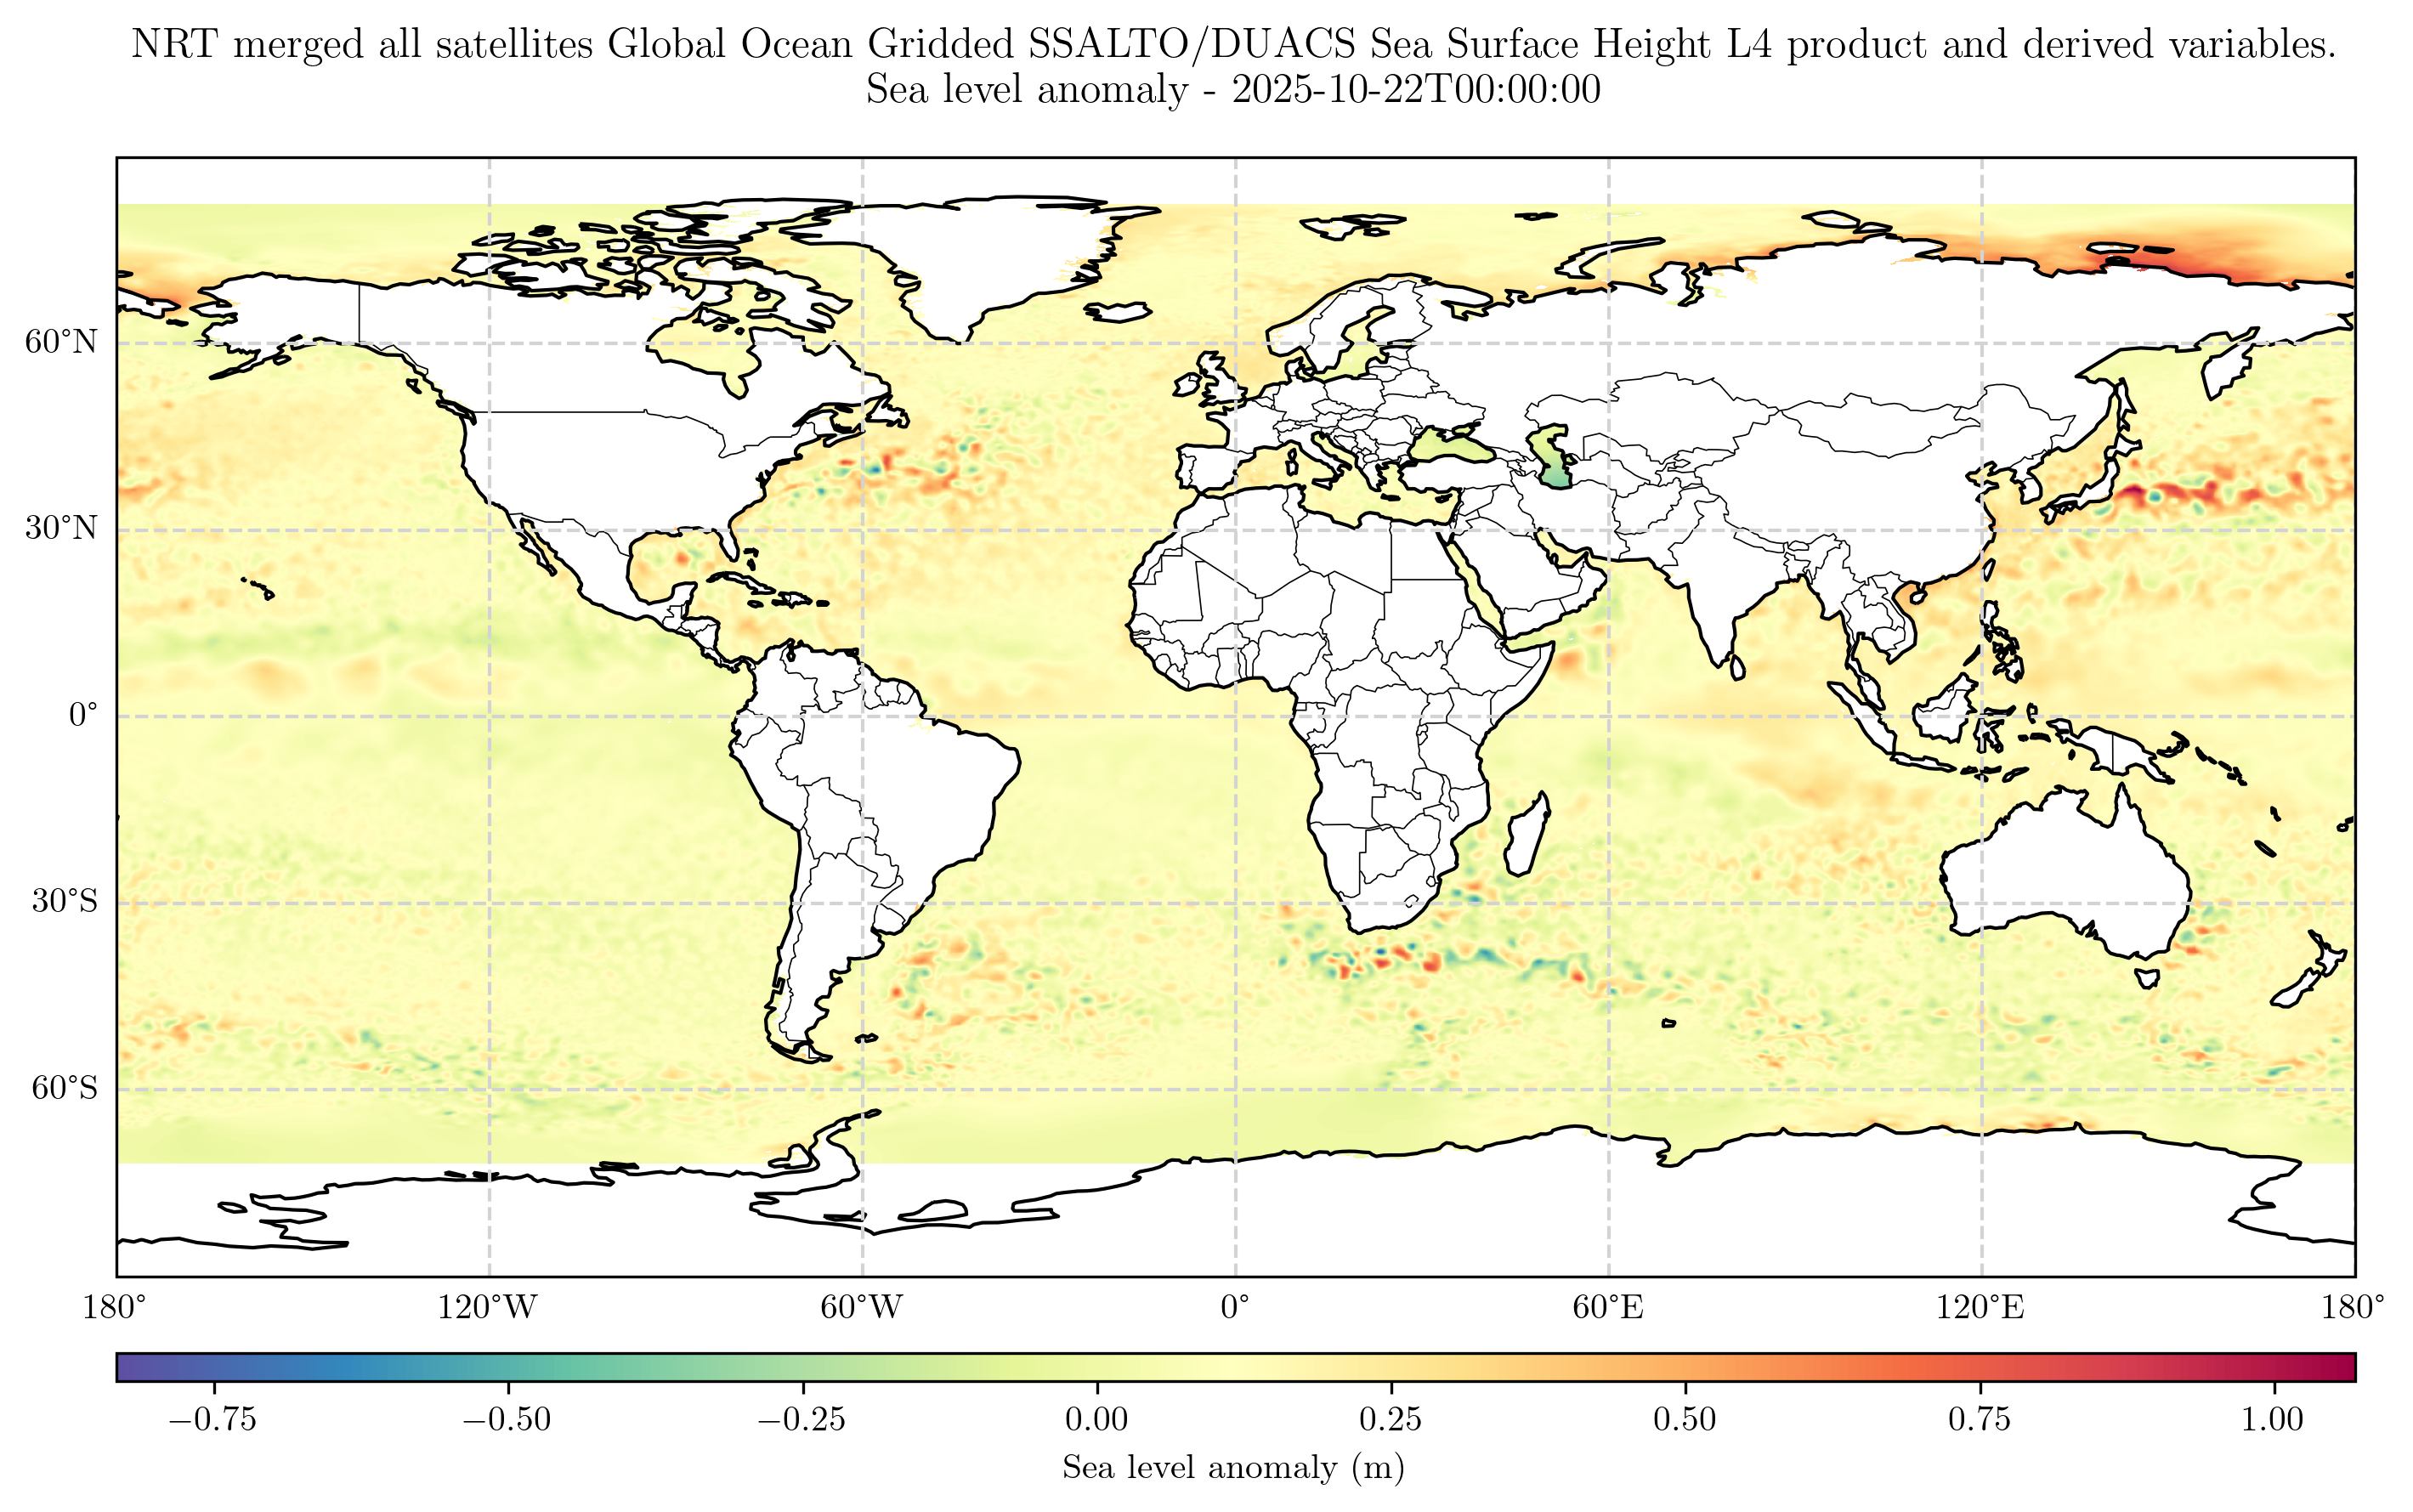 NRT merged all satellites Global Ocean Gridded SSALTO/DUACS Sea Surface Height L4 product and derived variables.
Sea level anomaly - 2025-10-22T00:00:00
60°N
30°N
0°
30°S
60°S
180° 120°W 60°W 0° 60°E 120°E 180°
−0.75 −0.50 −0.25 0.00 0.25 0.50 0.75 1.00
Sea level anomaly (m)